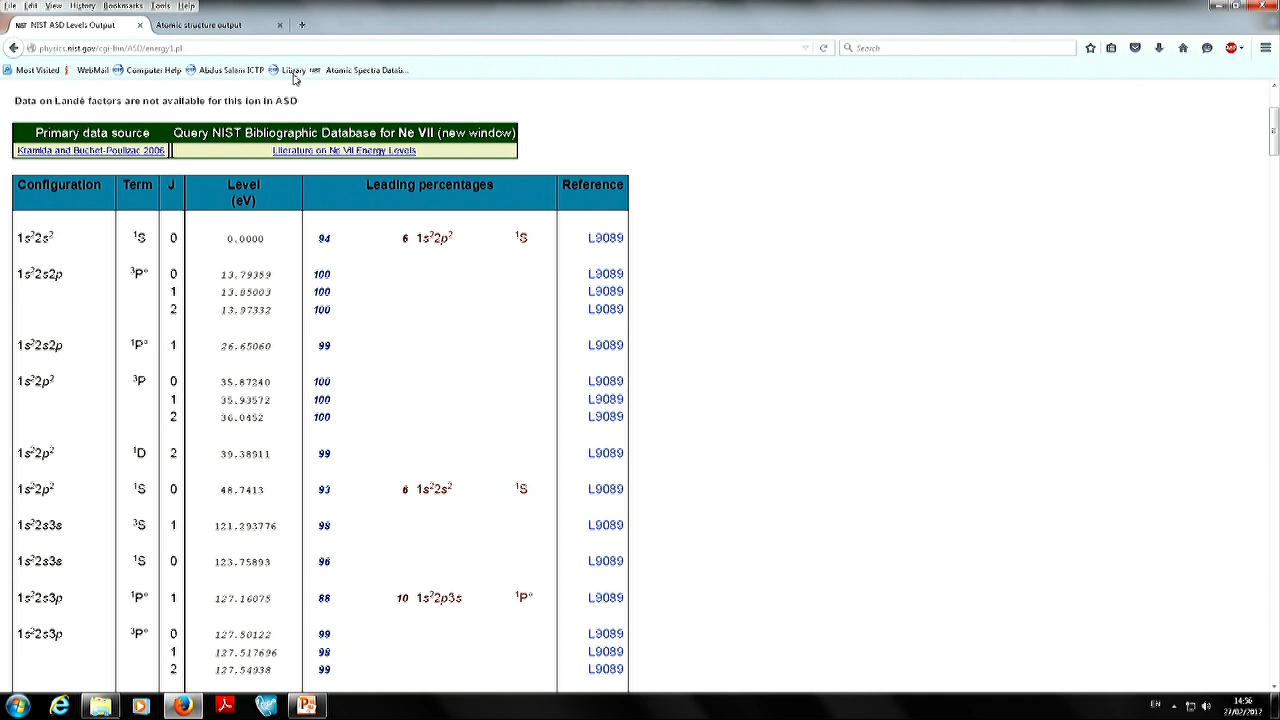 File Edit View History Bookmarks Tools Help
NIST NIST ASD Levels Output × Atomic structure output × +
physics.nist.gov/cgi-bin/ASD/energy1.pl Search
Most Visited WebMail Computer Help Abdus Salam ICTP Library NIST Atomic Spectra Datab...
Data on Landé factors are not available for this ion in ASD
Primary data source Query NIST Bibliographic Database for Ne VII (new window)
Kramida and Buchet-Poulizac 2006 Literature on Ne VII Energy Levels
Configuration Term J Level (eV) Leading percentages Reference
1s²2s² ¹S 0 0.0000 94 6 1s²2p² ¹S L9089
1s²2s2p ³P° 0 13.79359 100 L9089
1 13.85003 100 L9089
2 13.97332 100 L9089
1s²2s2p ¹P° 1 26.65060 99 L9089
1s²2p² ³P 0 35.87240 100 L9089
1 35.93572 100 L9089
2 36.0452 100 L9089
1s²2p² ¹D 2 39.38911 99 L9089
1s²2p² ¹S 0 48.7413 93 6 1s²2s² ¹S L9089
1s²2s3s ³S 1 121.293776 98 L9089
1s²2s3s ¹S 0 123.75893 96 L9089
1s²2s3p ¹P° 1 127.16075 88 10 1s²2p3s ¹P° L9089
1s²2s3p ³P° 0 127.50122 99 L9089
1 127.517696 98 L9089
2 127.54938 99 L9089
EN 14:56
27/02/2017